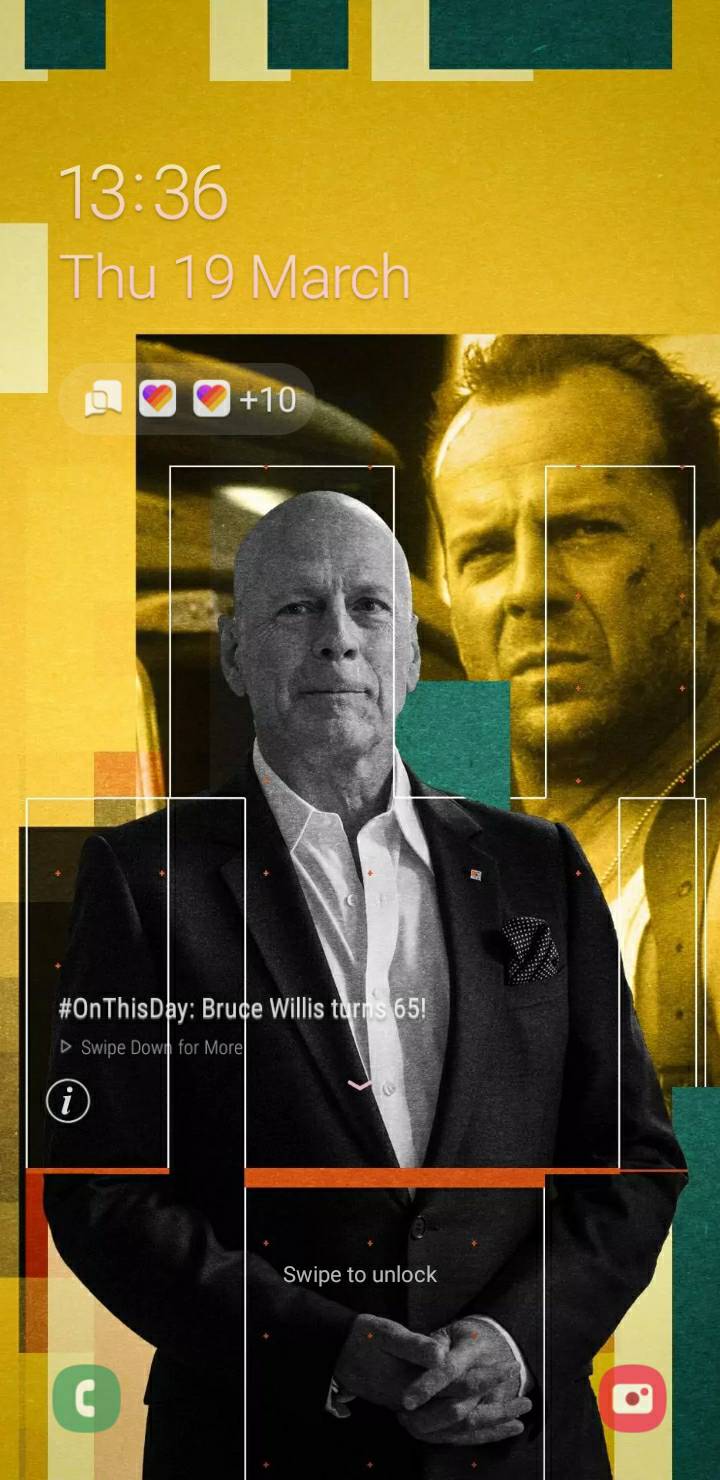 13:36
Thu 19 March
+10
#OnThisDay: Bruce Willis turns 65!
Swipe Down for More
i
Swipe to unlock